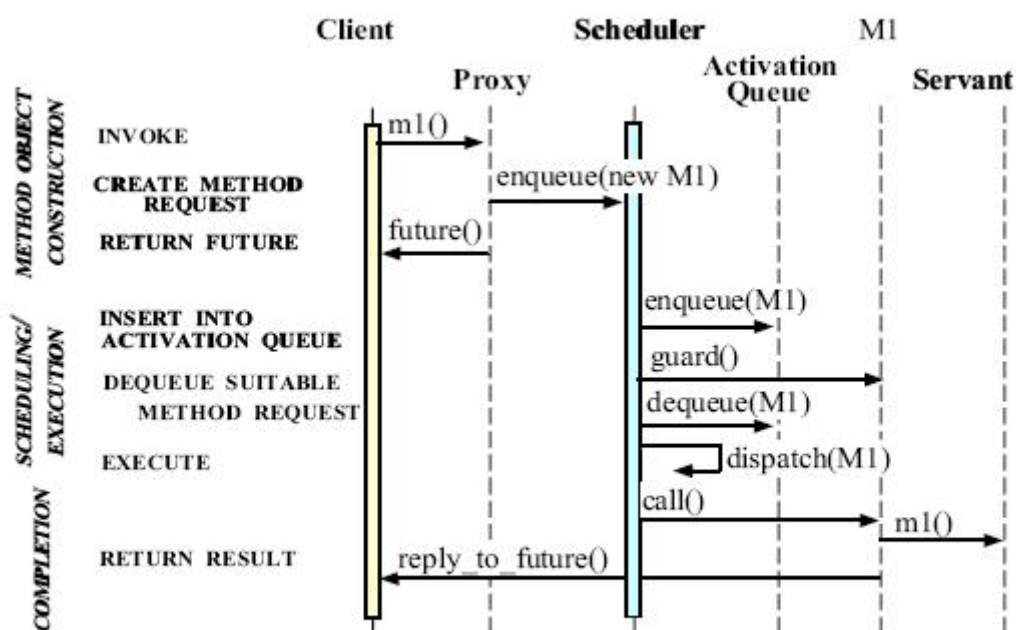 Client
Scheduler
M1
Proxy
Activation
Queue
Servant
METHOD OBJECT
CONSTRUCTION
INVOKE
m1()
CREATE METHOD
REQUEST
enqueue(new M1)
RETURN FUTURE
future()
SCHEDULING/
EXECUTION
INSERT INTO
ACTIVATION QUEUE
enqueue(M1)
DEQUEUE SUITABLE
METHOD REQUEST
guard()
dequeue(M1)
EXECUTE
dispatch(M1)
COMPLETION
call()
m1()
RETURN RESULT
reply_to_future()